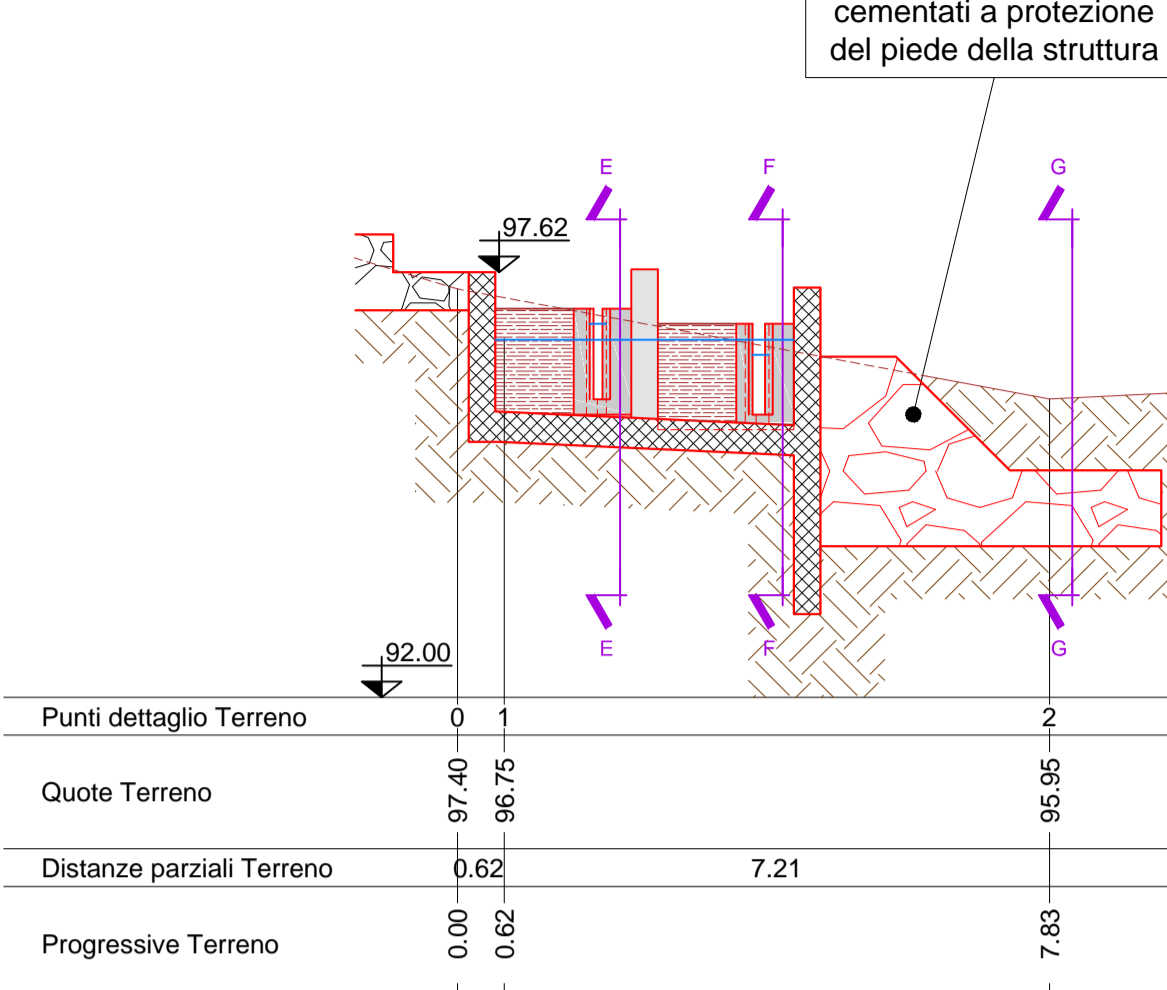 cementati a protezione
del piede della struttura
E F G
97.62
E F G
92.00
Punti dettaglio Terreno 0 1 2
Quote Terreno 97.40 96.75 95.95
Distanze parziali Terreno 0.62 7.21
Progressive Terreno 0.00 0.62 7.83